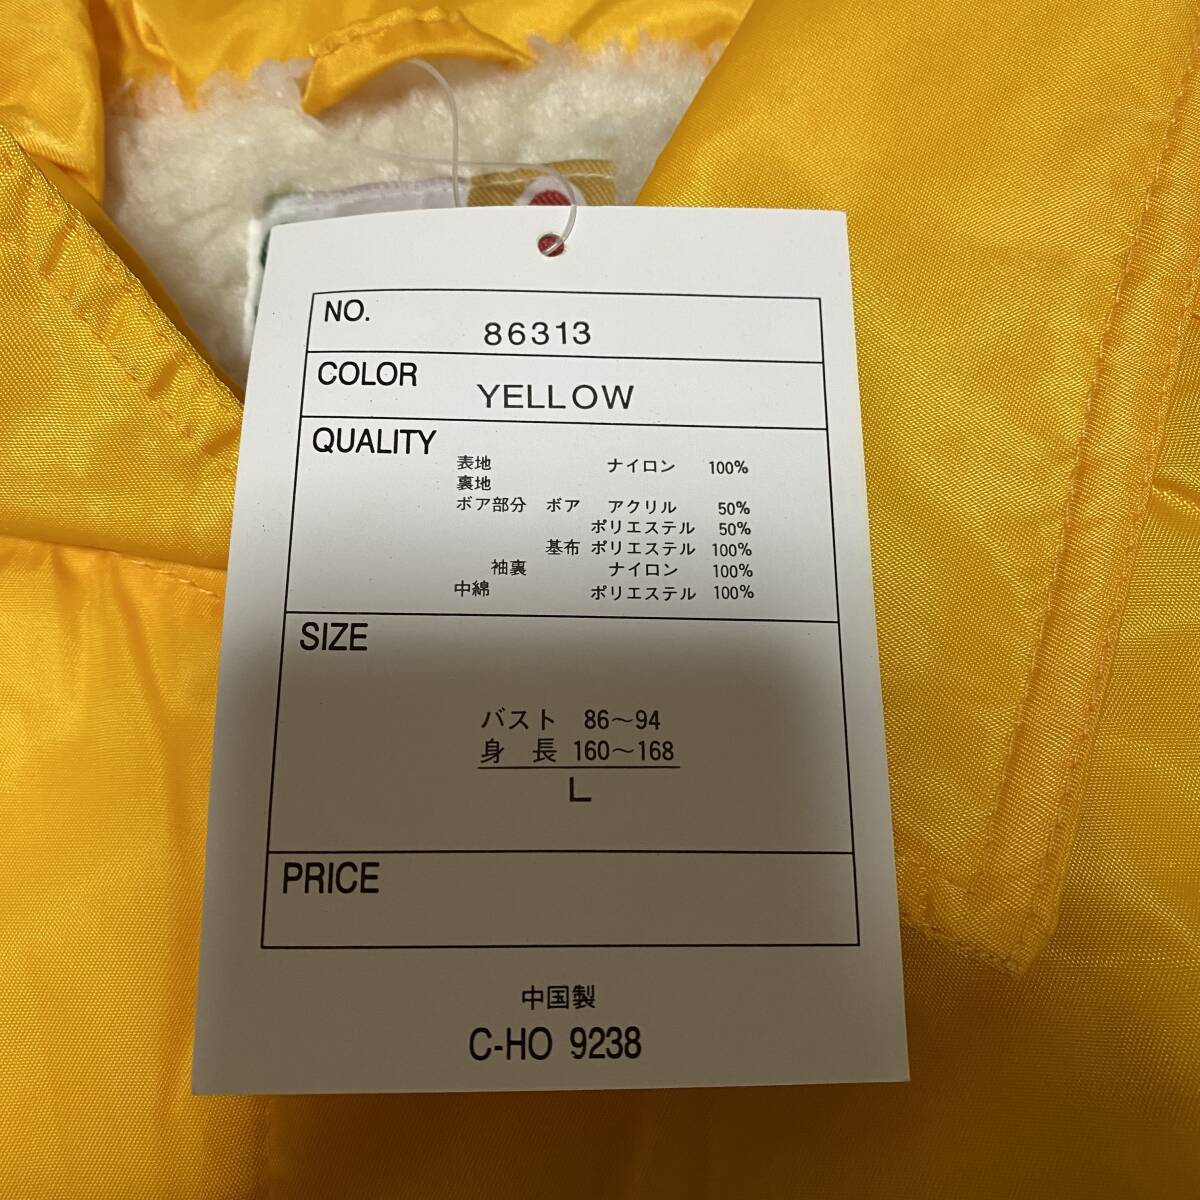 NO. 86313
COLOR YELLOW
QUALITY
表地 ナイロン 100%
裏地
ボア部分 ボア アクリル 50%
ポリエステル 50%
基布 ポリエステル 100%
袖裏 ナイロン 100%
中綿 ポリエステル 100%
SIZE
バスト 86～94
身 長 160～168
L
PRICE
中国製
C-HO 9238